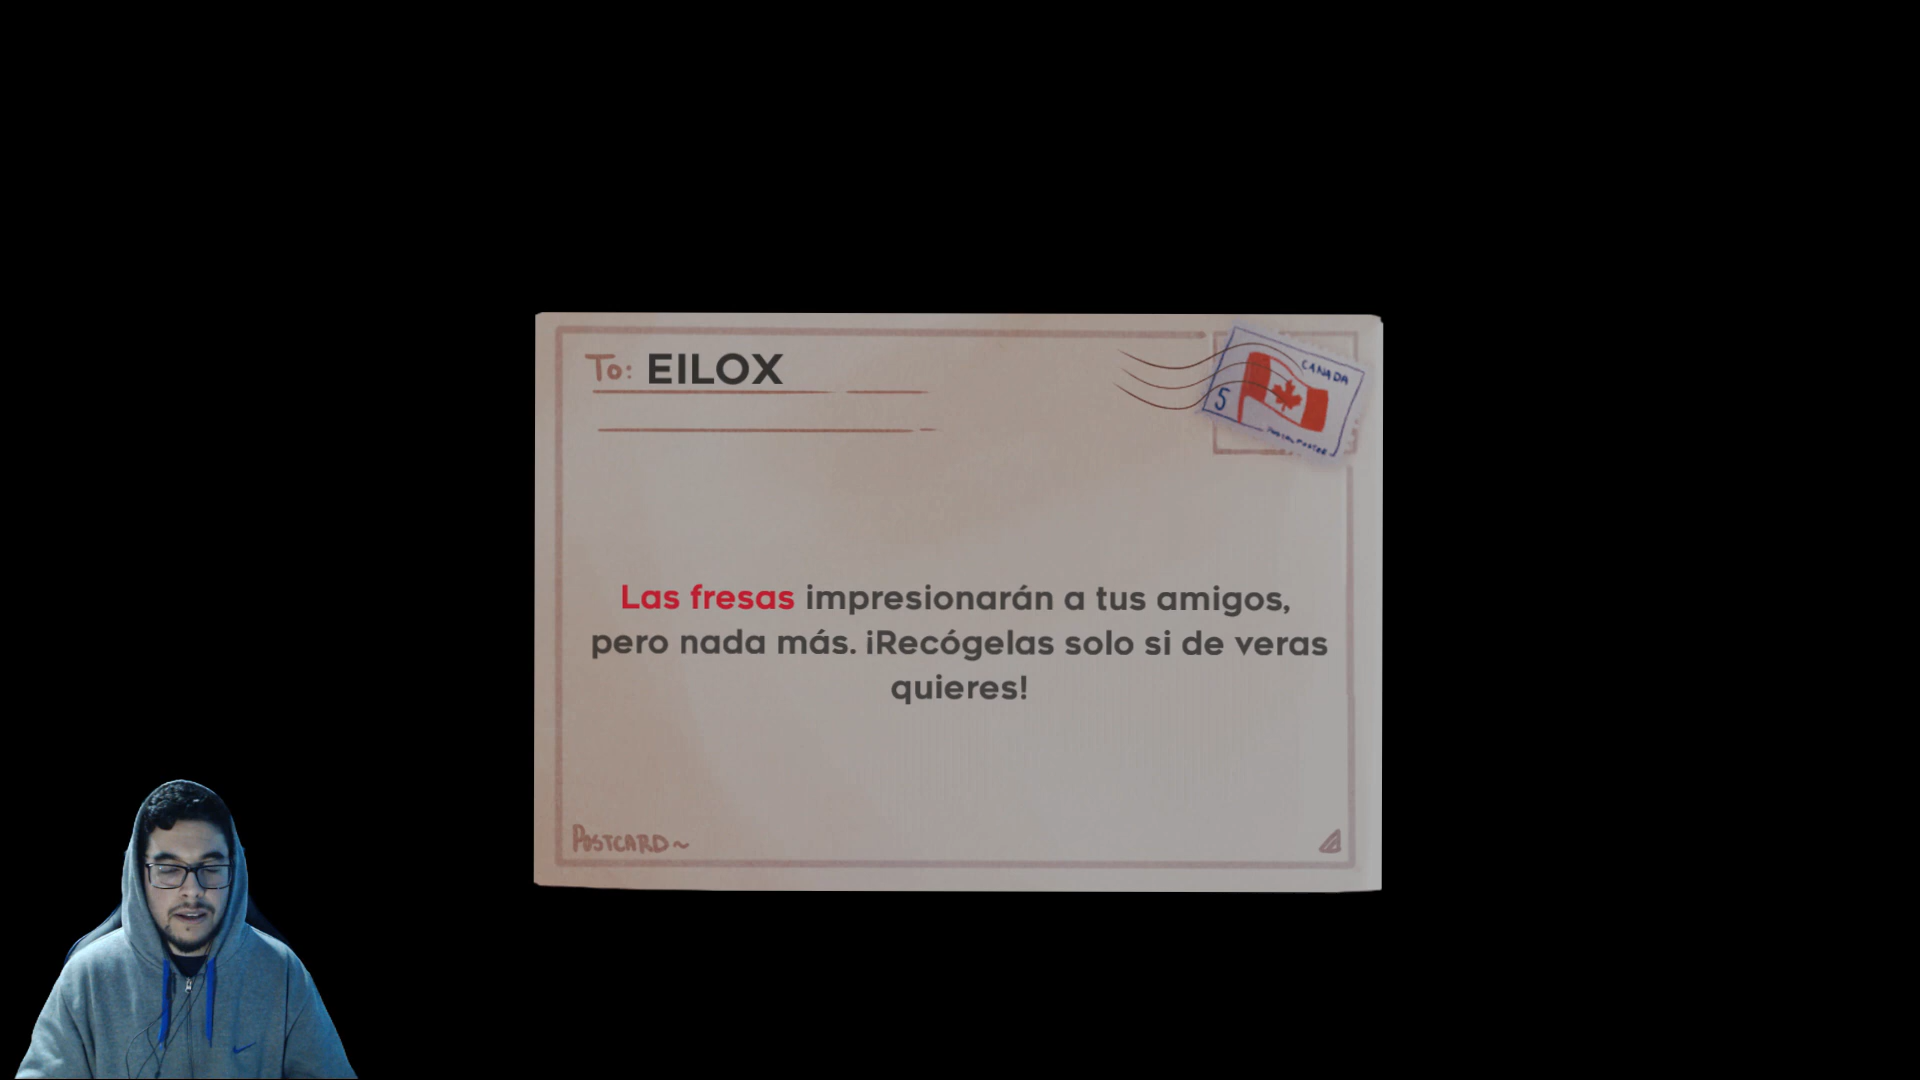 To: EILOX
CANADA
5
Las fresas impresionarán a tus amigos,
pero nada más. ¡Recógelas solo si de veras
quieres!
POSTCARD~